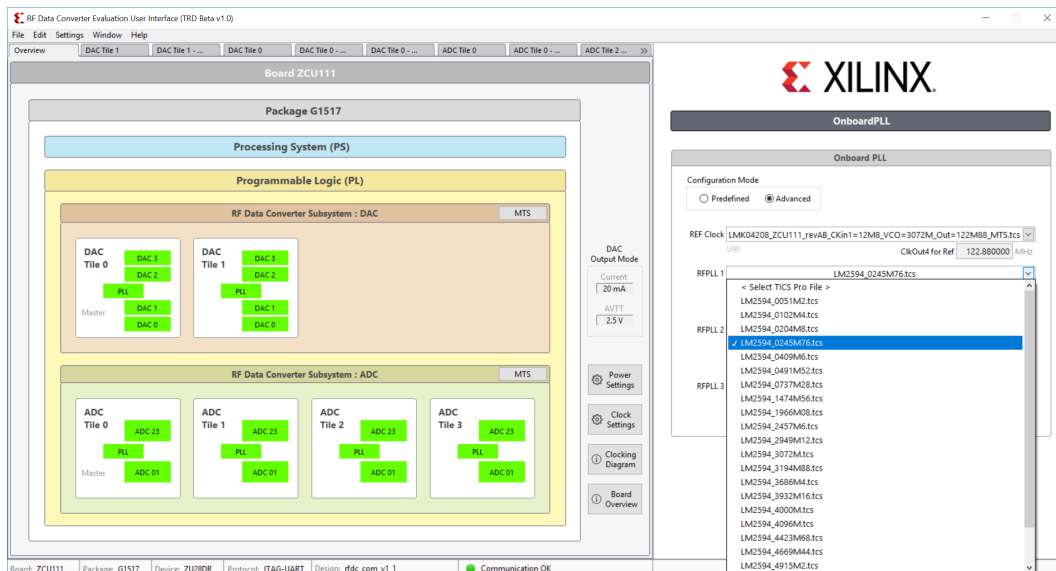 RF Data Converter Evaluation User Interface (TRD Beta v1.0)
File Edit Settings Window Help
Overview DAC Tile 1 DAC Tile 1 - ... DAC Tile 0 DAC Tile 0 - ... DAC Tile 0 - ... ADC Tile 0 ADC Tile 0 - ... ADC Tile 2 ... »
Board ZCU111
Package G1517
Processing System (PS)
Programmable Logic (PL)
RF Data Converter Subsystem : DAC
MTS
DAC
Tile 0
DAC 3
DAC 2
PLL
Master
DAC 1
DAC 0
DAC
Tile 1
DAC 3
DAC 2
PLL
DAC 1
DAC 0
RF Data Converter Subsystem : ADC
MTS
ADC
Tile 0
ADC 23
PLL
Master
ADC 01
ADC
Tile 1
ADC 23
PLL
ADC 01
ADC
Tile 2
ADC 23
PLL
ADC 01
ADC
Tile 3
ADC 23
PLL
ADC 01
DAC
Output Mode
Current
20 mA
AVTT
2.5 V
Power
Settings
Clock
Settings
Clocking
Diagram
Board
Overview
XILINX.
OnboardPLL
Onboard PLL
Configuration Mode
Predefined Advanced
REF Clock LMK04208_ZCU111_revAB_CKin1=12M8_VCO=3072M_Out=122M88_MTS.tcs
U90 ClkOut4 for Ref 122.880000 MHz
RFPLL 1 LM2594_0245M76.tcs
< Select TICS Pro File >
LM2594_0051M2.tcs
LM2594_0102M4.tcs
LM2594_0204M8.tcs
RFPLL 2
✓ LM2594_0245M76.tcs
LM2594_0409M6.tcs
LM2594_0491M52.tcs
RFPLL 3
LM2594_0737M28.tcs
LM2594_1474M56.tcs
LM2594_1966M08.tcs
LM2594_2457M6.tcs
LM2594_2949M12.tcs
LM2594_3072M.tcs
LM2594_3194M88.tcs
LM2594_3686M4.tcs
LM2594_3932M16.tcs
LM2594_4000M.tcs
LM2594_4096M.tcs
LM2594_4423M68.tcs
LM2594_4669M44.tcs
LM2594_4915M2.tcs
Board: ZCU111 Package: G1517 Device: ZU28DR Protocol: JTAG-UART Design: rfdc_com_v1_1 Communication OK